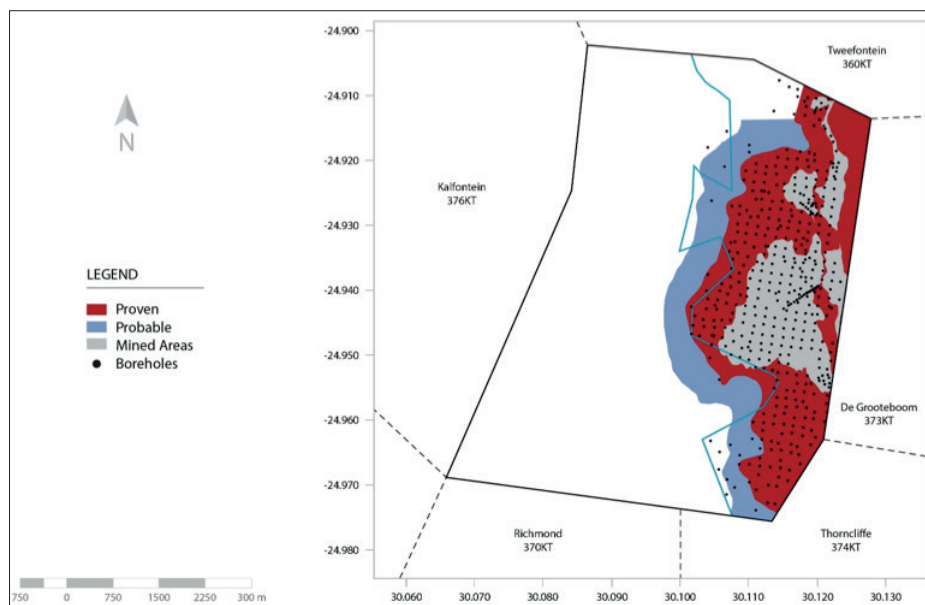 -24.900
-24.910
-24.920
-24.930
-24.940
-24.950
-24.960
-24.970
-24.980
Tweefontein
360KT
N
Kalfontein
376KT
LEGEND
Proven
Probable
Mined Areas
Boreholes
De Grooteboom
373KT
Richmond
370KT
Thorncliffe
374KT
750 0 750 1500 2250 300 m
30.060 30.070 30.080 30.090 30.100 30.110 30.120 30.130